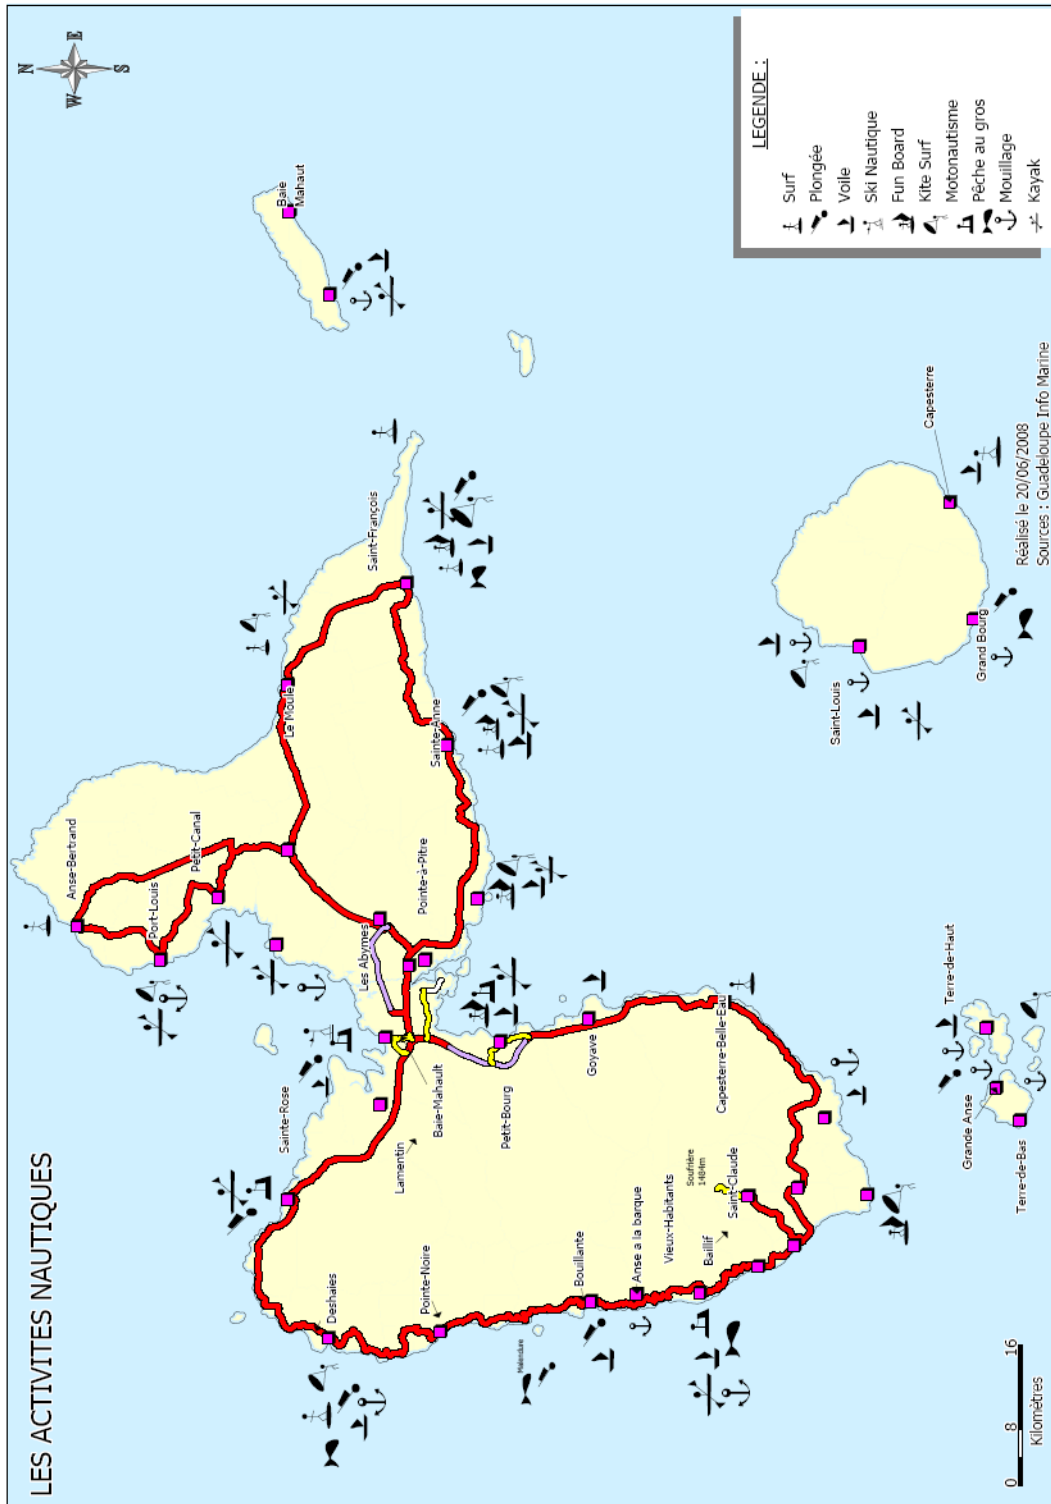 LES ACTIVITES NAUTIQUES
N
E
S
W
Anse-Bertrand
Port-Louis
Petit-Canal
Le Moule
Saint-François
Baie
Mahaut
Les Abymes
Pointe-à-Pitre
Sainte-Anne
Sainte-Rose
Baie-Mahault
Lamentin
Petit-Bourg
Goyave
Deshaies
Pointe-Noire
Malendure
Bouillante
Anse a la barque
Vieux-Habitants
Baillif
Soufrière
1484m
Saint-Claude
Capesterre-Belle-Eau
Terre-de-Haut
Grande Anse
Terre-de-Bas
Saint-Louis
Grand Bourg
Capesterre
LEGENDE :
Surf
Plongée
Voile
Ski Nautique
Fun Board
Kite Surf
Motonautisme
Pêche au gros
Mouillage
Kayak
0 8 16
Kilomètres
Réalisé le 20/06/2008
Sources : Guadeloupe Info Marine